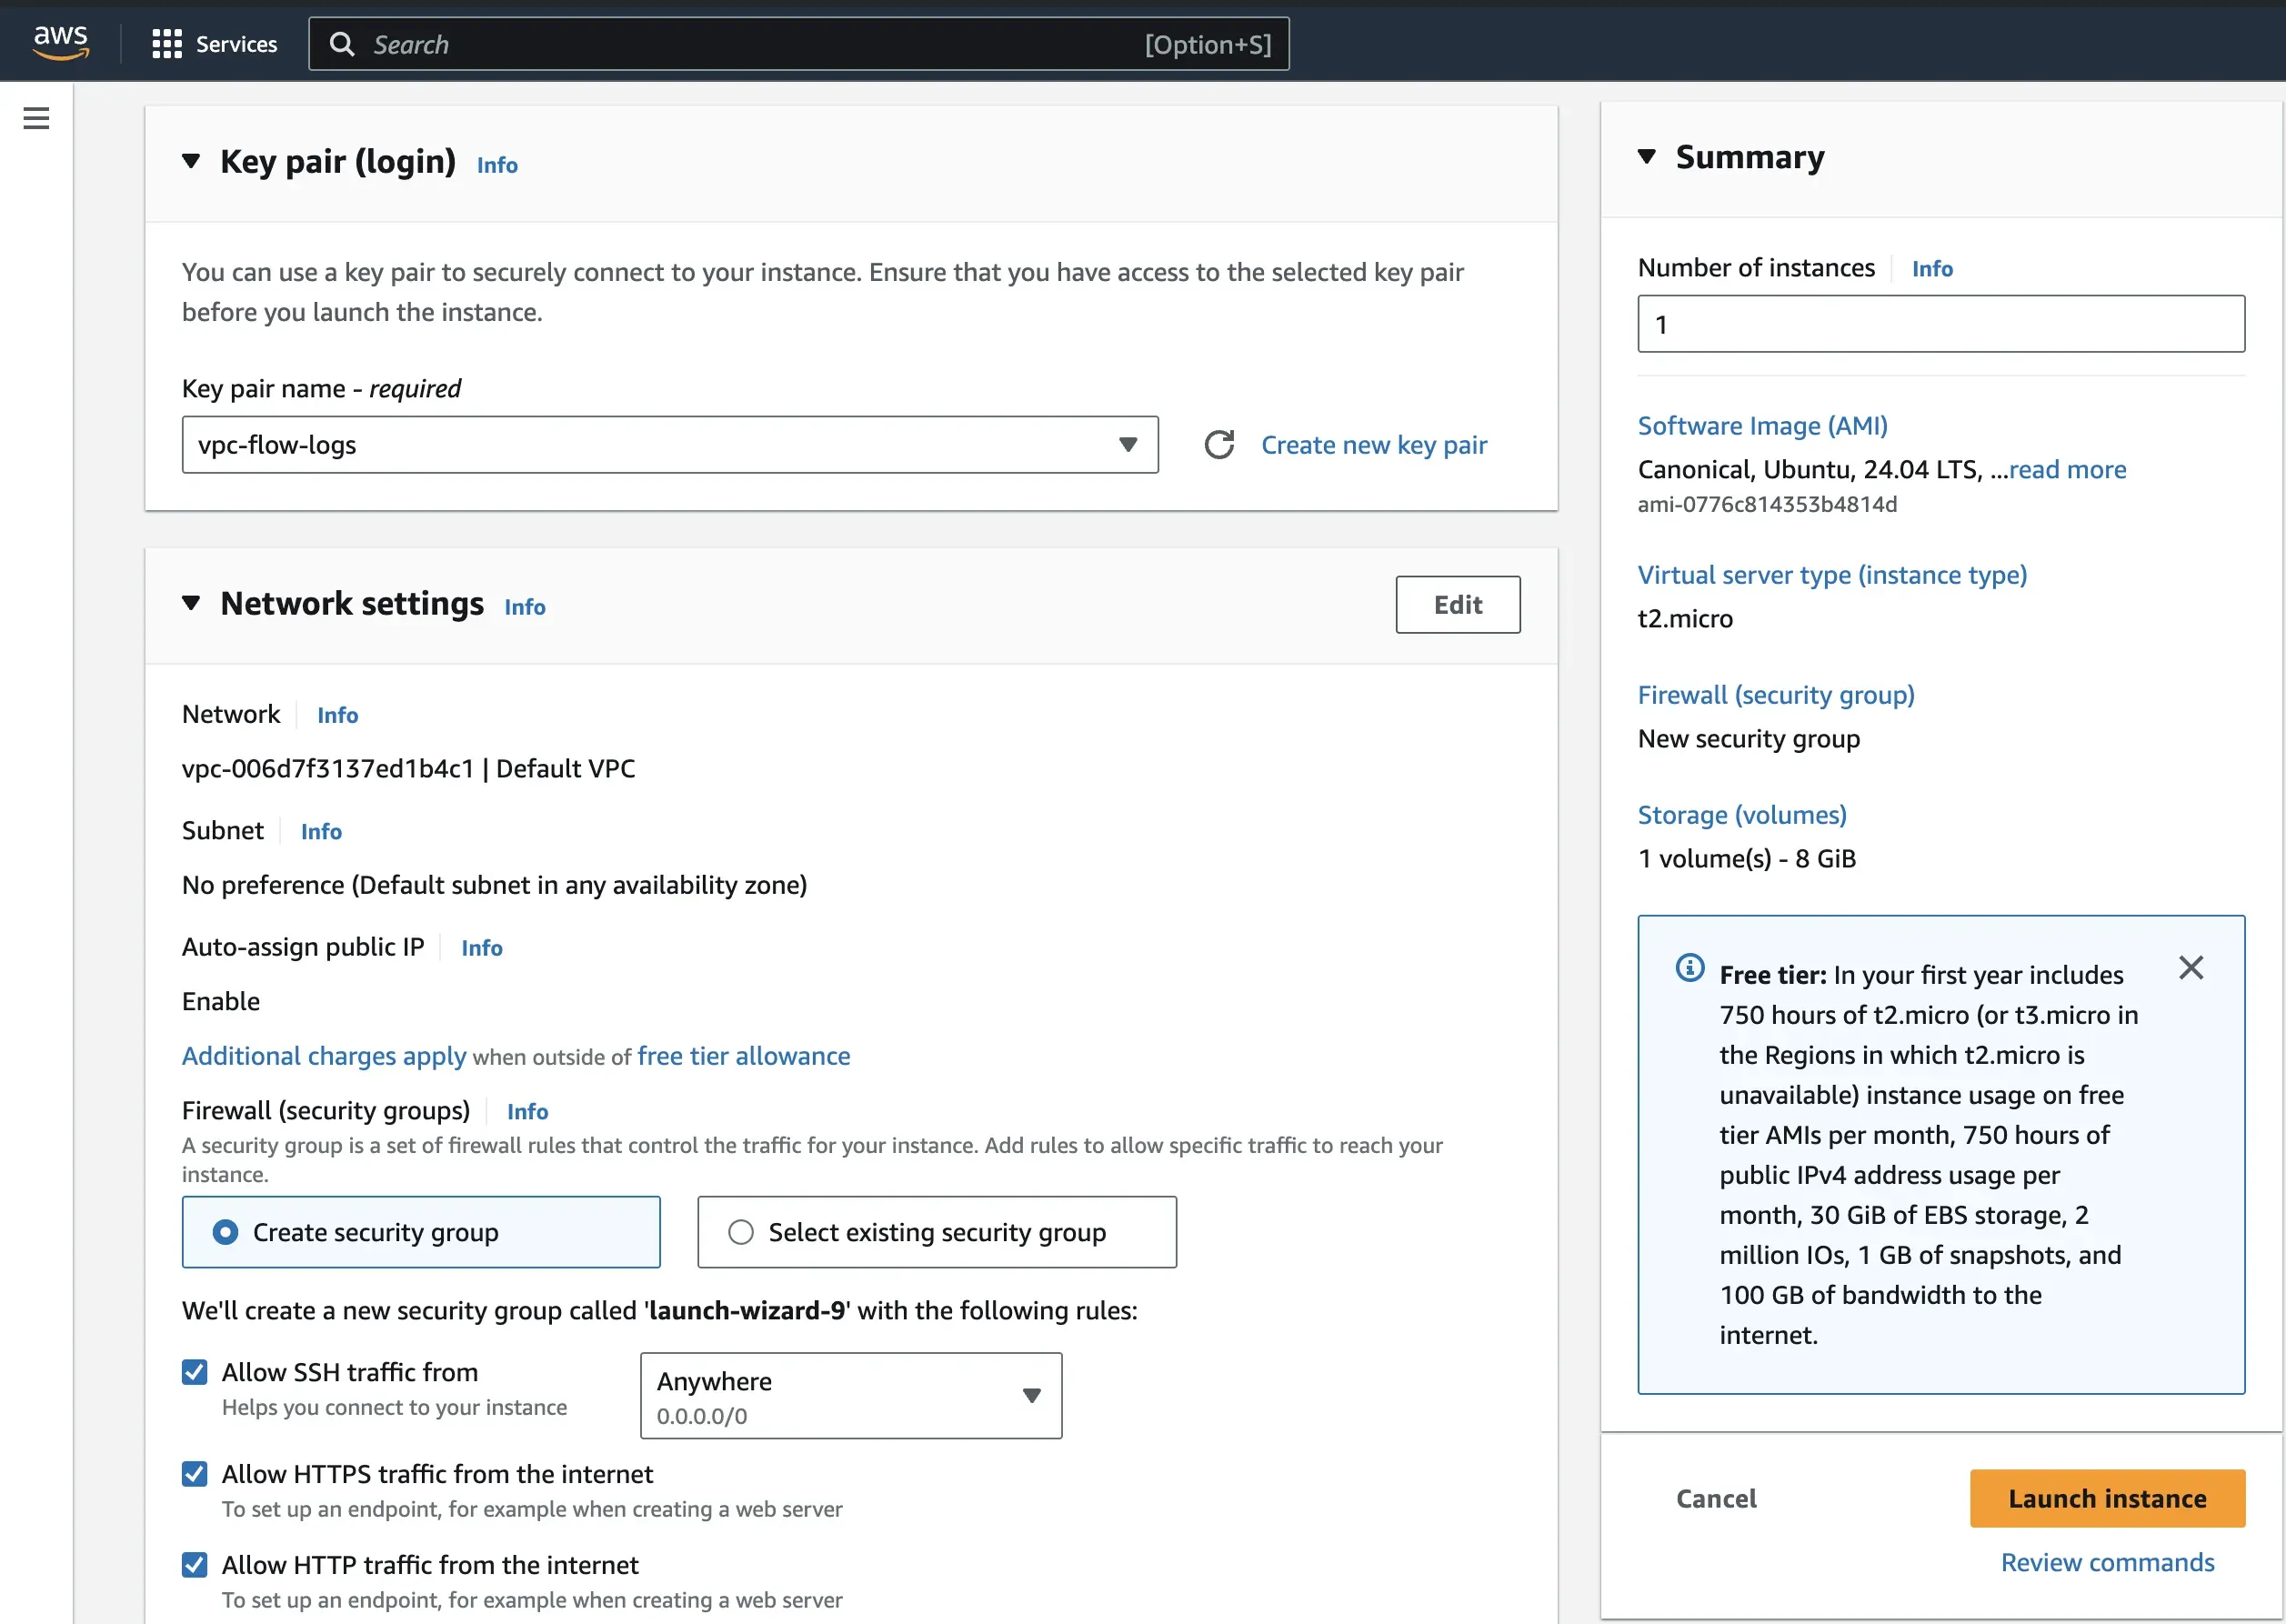 aws
Services
Search
[Option+S]
Key pair (login) Info
You can use a key pair to securely connect to your instance. Ensure that you have access to the selected key pair
before you launch the instance.
Key pair name - required
vpc-flow-logs
Create new key pair
Network settings Info
Edit
Network Info
vpc-006d7f3137ed1b4c1 | Default VPC
Subnet Info
No preference (Default subnet in any availability zone)
Auto-assign public IP Info
Enable
Additional charges apply when outside of free tier allowance
Firewall (security groups) Info
A security group is a set of firewall rules that control the traffic for your instance. Add rules to allow specific traffic to reach your
instance.
Create security group
Select existing security group
We'll create a new security group called 'launch-wizard-9' with the following rules:
Allow SSH traffic from
Helps you connect to your instance
Anywhere
0.0.0.0/0
Allow HTTPS traffic from the internet
To set up an endpoint, for example when creating a web server
Allow HTTP traffic from the internet
To set up an endpoint, for example when creating a web server
Summary
Number of instances Info
1
Software Image (AMI)
Canonical, Ubuntu, 24.04 LTS, ...read more
ami-0776c814353b4814d
Virtual server type (instance type)
t2.micro
Firewall (security group)
New security group
Storage (volumes)
1 volume(s) - 8 GiB
Free tier: In your first year includes
750 hours of t2.micro (or t3.micro in
the Regions in which t2.micro is
unavailable) instance usage on free
tier AMIs per month, 750 hours of
public IPv4 address usage per
month, 30 GiB of EBS storage, 2
million IOs, 1 GB of snapshots, and
100 GB of bandwidth to the
internet.
Cancel
Launch instance
Review commands